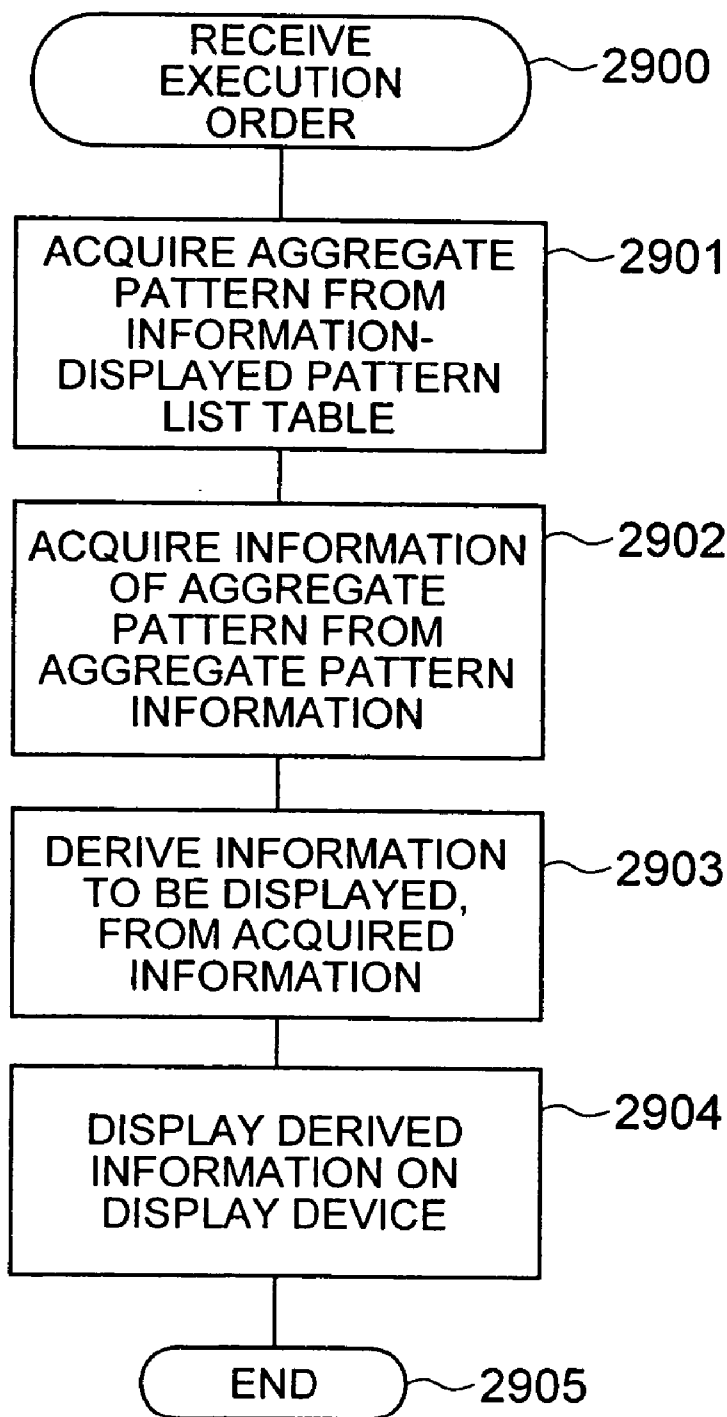 RECEIVE
EXECUTION
ORDER
2900
ACQUIRE AGGREGATE
PATTERN FROM
INFORMATION-
DISPLAYED PATTERN
LIST TABLE
2901
ACQUIRE INFORMATION
OF AGGREGATE
PATTERN FROM
AGGREGATE PATTERN
INFORMATION
2902
DERIVE INFORMATION
TO BE DISPLAYED,
FROM ACQUIRED
INFORMATION
2903
DISPLAY DERIVED
INFORMATION ON
DISPLAY DEVICE
2904
END
2905